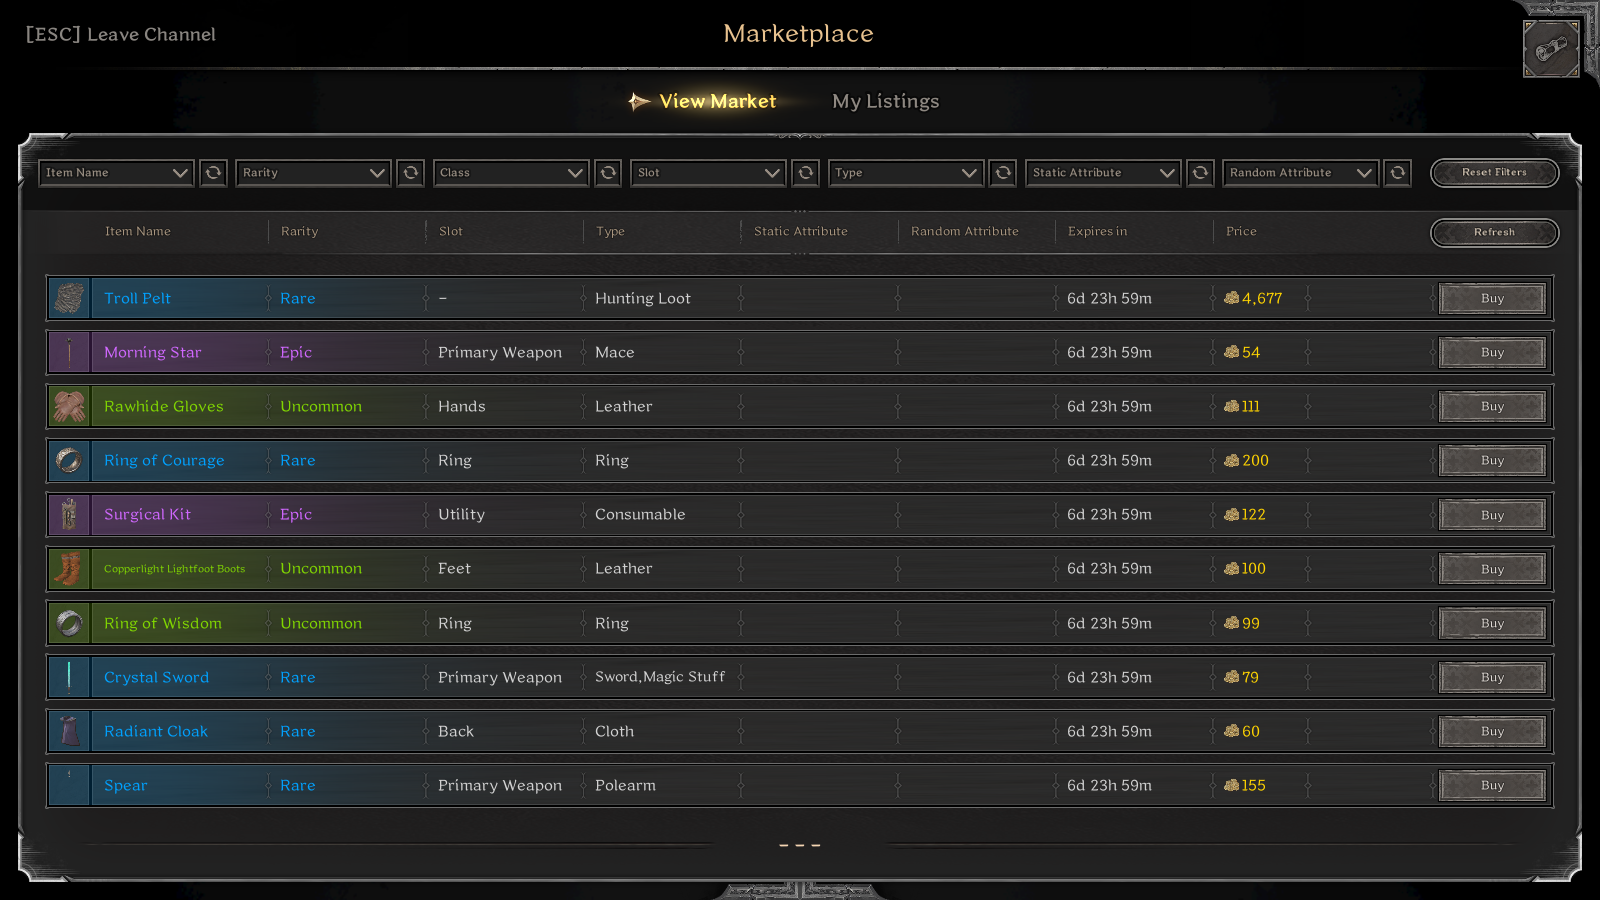 [ESC] Leave Channel
Marketplace
View Market My Listings
Item Name Rarity Class Slot Type Static Attribute Random Attribute Reset Filters
Item Name Rarity Slot Type Static Attribute Random Attribute Expires in Price Refresh
Troll Pelt Rare - Hunting Loot 6d 23h 59m 4,677 Buy
Morning Star Epic Primary Weapon Mace 6d 23h 59m 54 Buy
Rawhide Gloves Uncommon Hands Leather 6d 23h 59m 111 Buy
Ring of Courage Rare Ring Ring 6d 23h 59m 200 Buy
Surgical Kit Epic Utility Consumable 6d 23h 59m 122 Buy
Copperlight Lightfoot Boots Uncommon Feet Leather 6d 23h 59m 100 Buy
Ring of Wisdom Uncommon Ring Ring 6d 23h 59m 99 Buy
Crystal Sword Rare Primary Weapon Sword,Magic Stuff 6d 23h 59m 79 Buy
Radiant Cloak Rare Back Cloth 6d 23h 59m 60 Buy
Spear Rare Primary Weapon Polearm 6d 23h 59m 155 Buy
---